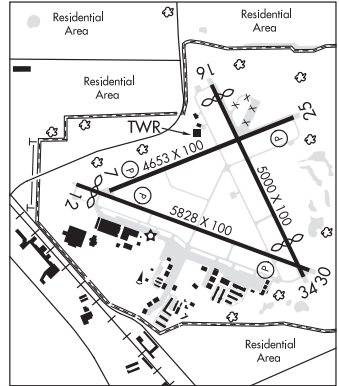 Residential
Area
Residential
Area
Residential
Area
16
TWR
25
P
4653 X 100
P
7
5000 X 100
12
P
5828 X 100
P
34
30
Residential
Area